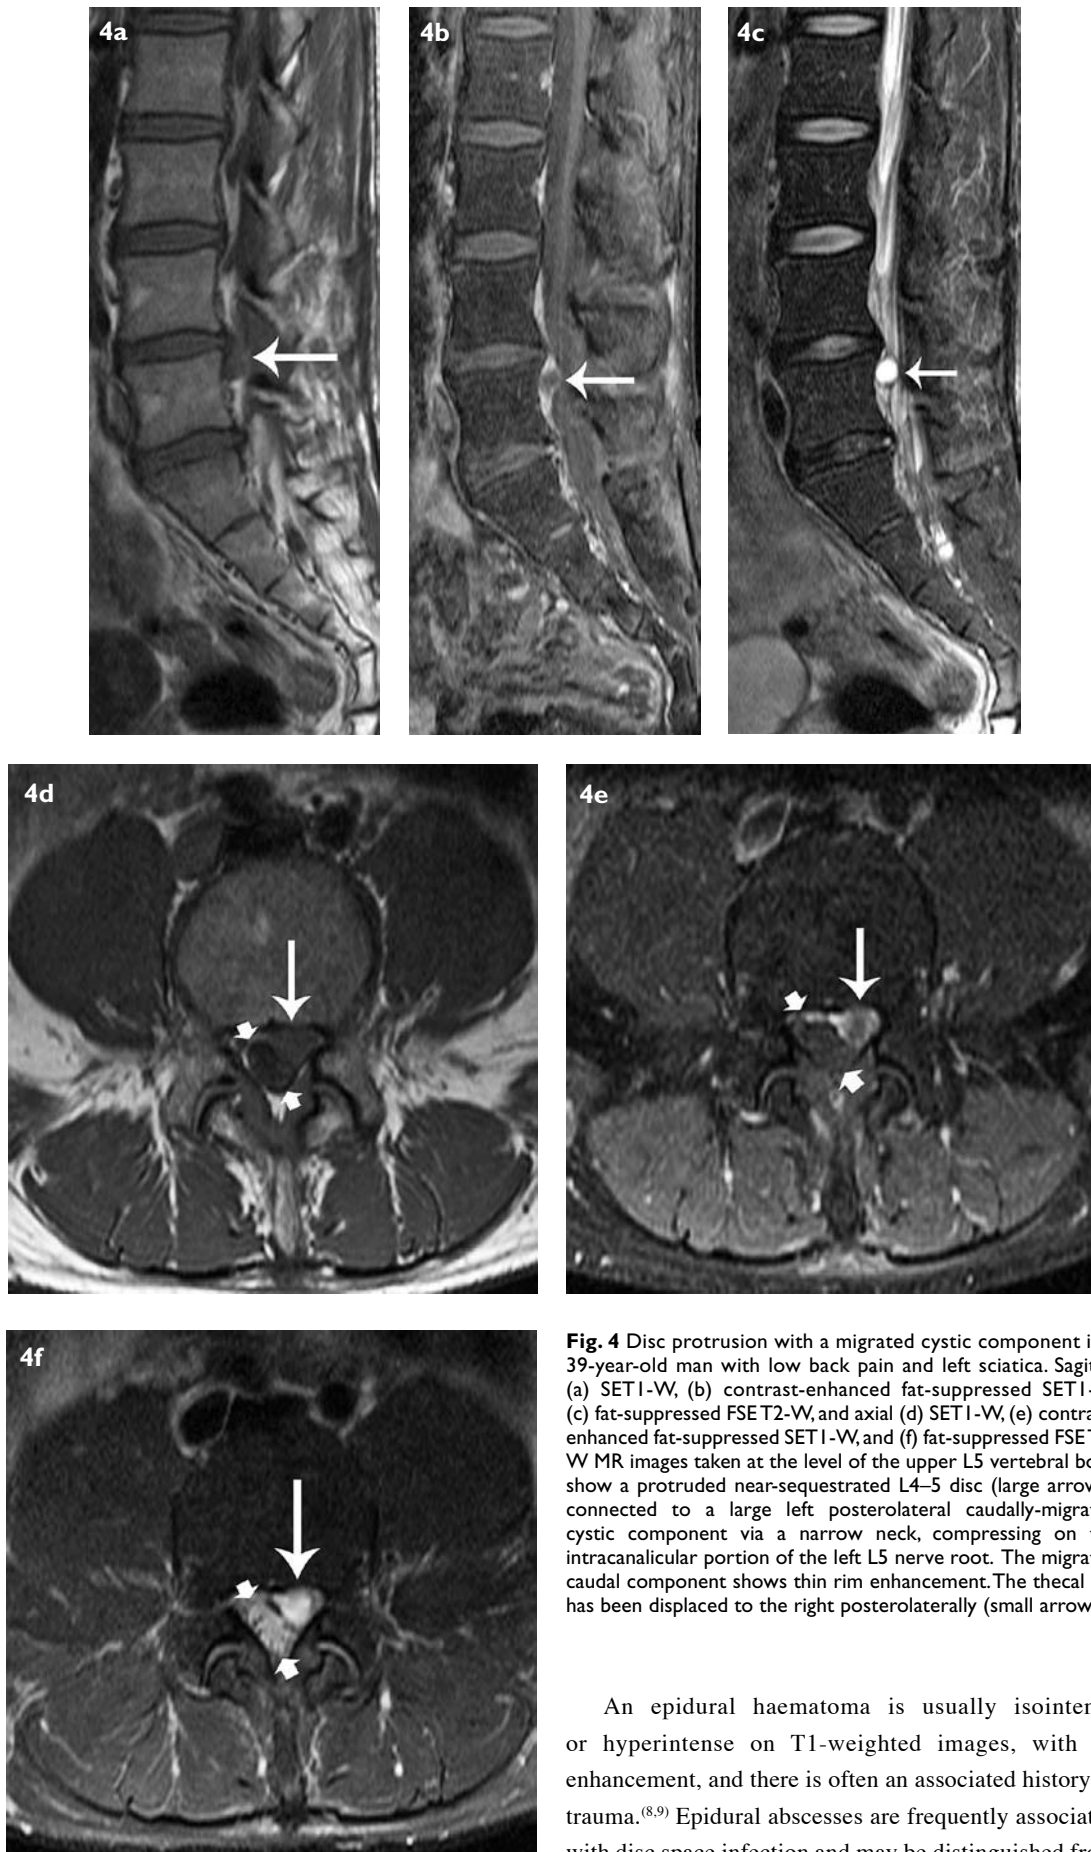 4a
4b
4c
4d
4e
4f
Fig. 4 Disc protrusion with a migrated cystic component i
39-year-old man with low back pain and left sciatica. Sagit
(a) SET1-W, (b) contrast-enhanced fat-suppressed SET1-
(c) fat-suppressed FSE T2-W, and axial (d) SET1-W, (e) contra
enhanced fat-suppressed SET1-W, and (f) fat-suppressed FSE T
W MR images taken at the level of the upper L5 vertebral bo
show a protruded near-sequestrated L4–5 disc (large arrow
connected to a large left posterolateral caudally-migrat
cystic component via a narrow neck, compressing on
intracanalicular portion of the left L5 nerve root. The migrat
caudal component shows thin rim enhancement. The thecal
has been displaced to the right posterolaterally (small arrow
An epidural haematoma is usually isointen
or hyperintense on T1-weighted images, with
enhancement, and there is often an associated history
trauma.(8,9) Epidural abscesses are frequently associat
with disc space infection and may be distinguished fr